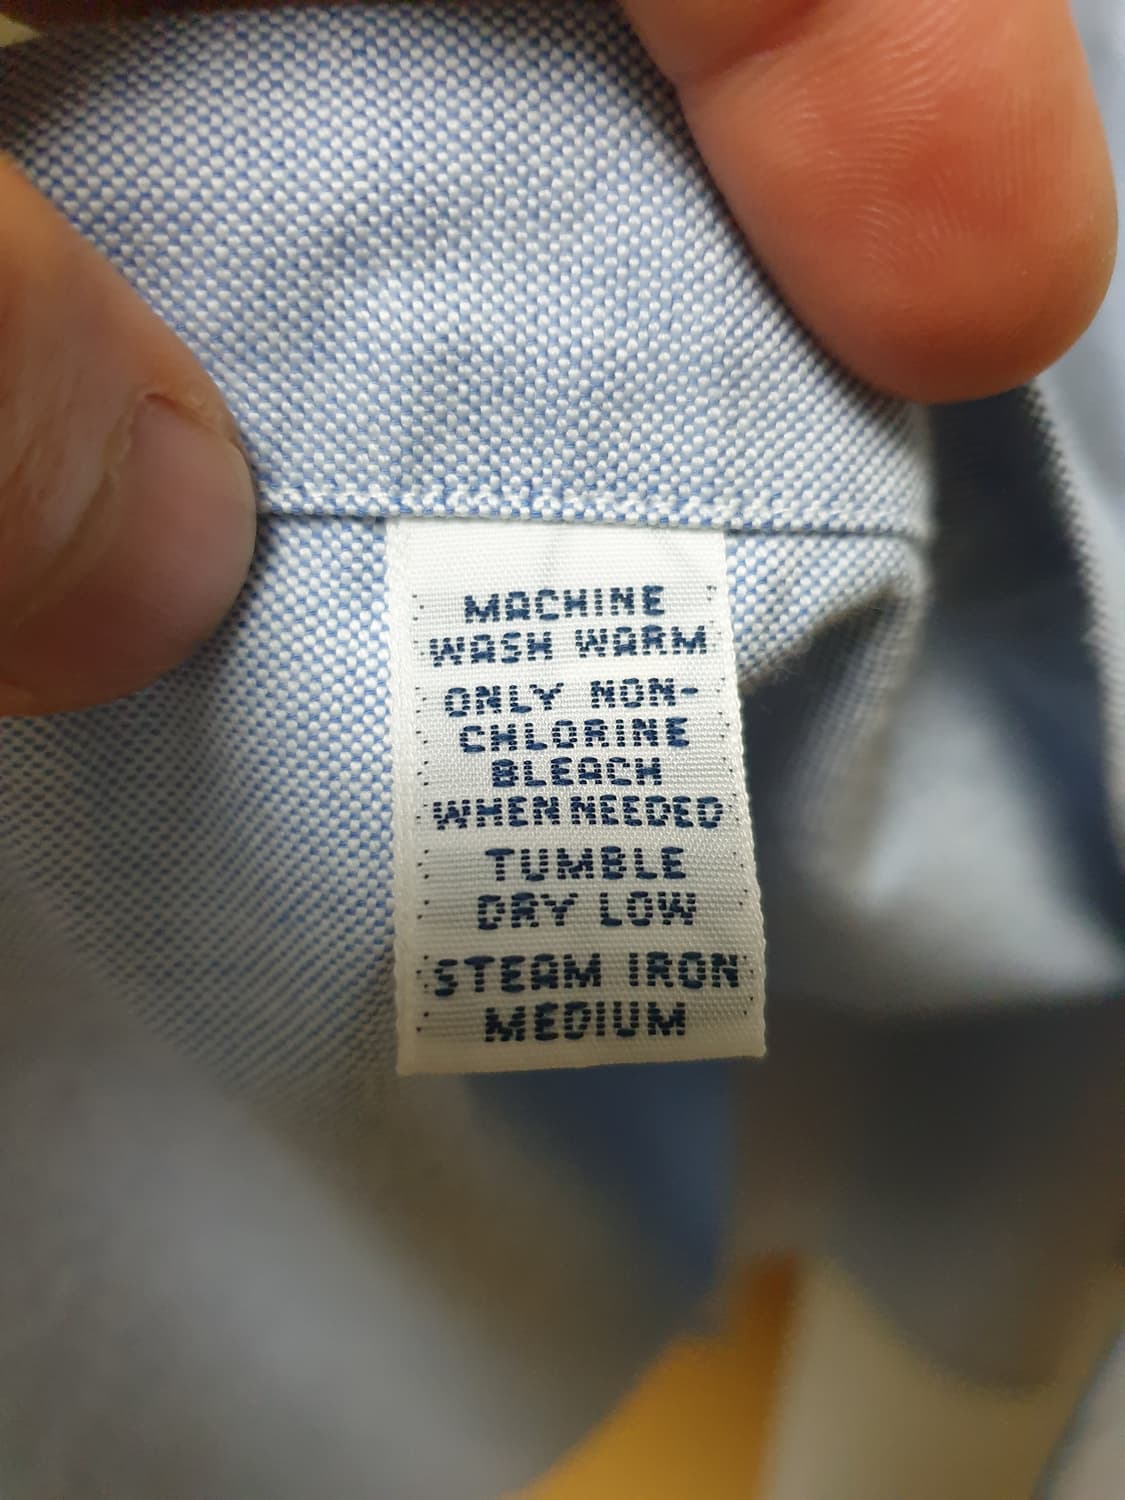 MACHINE
WASH WARM
ONLY NON-
CHLORINE
BLEACH
WHEN NEEDED
TUMBLE
DRY LOW
STEAM IRON
MEDIUM